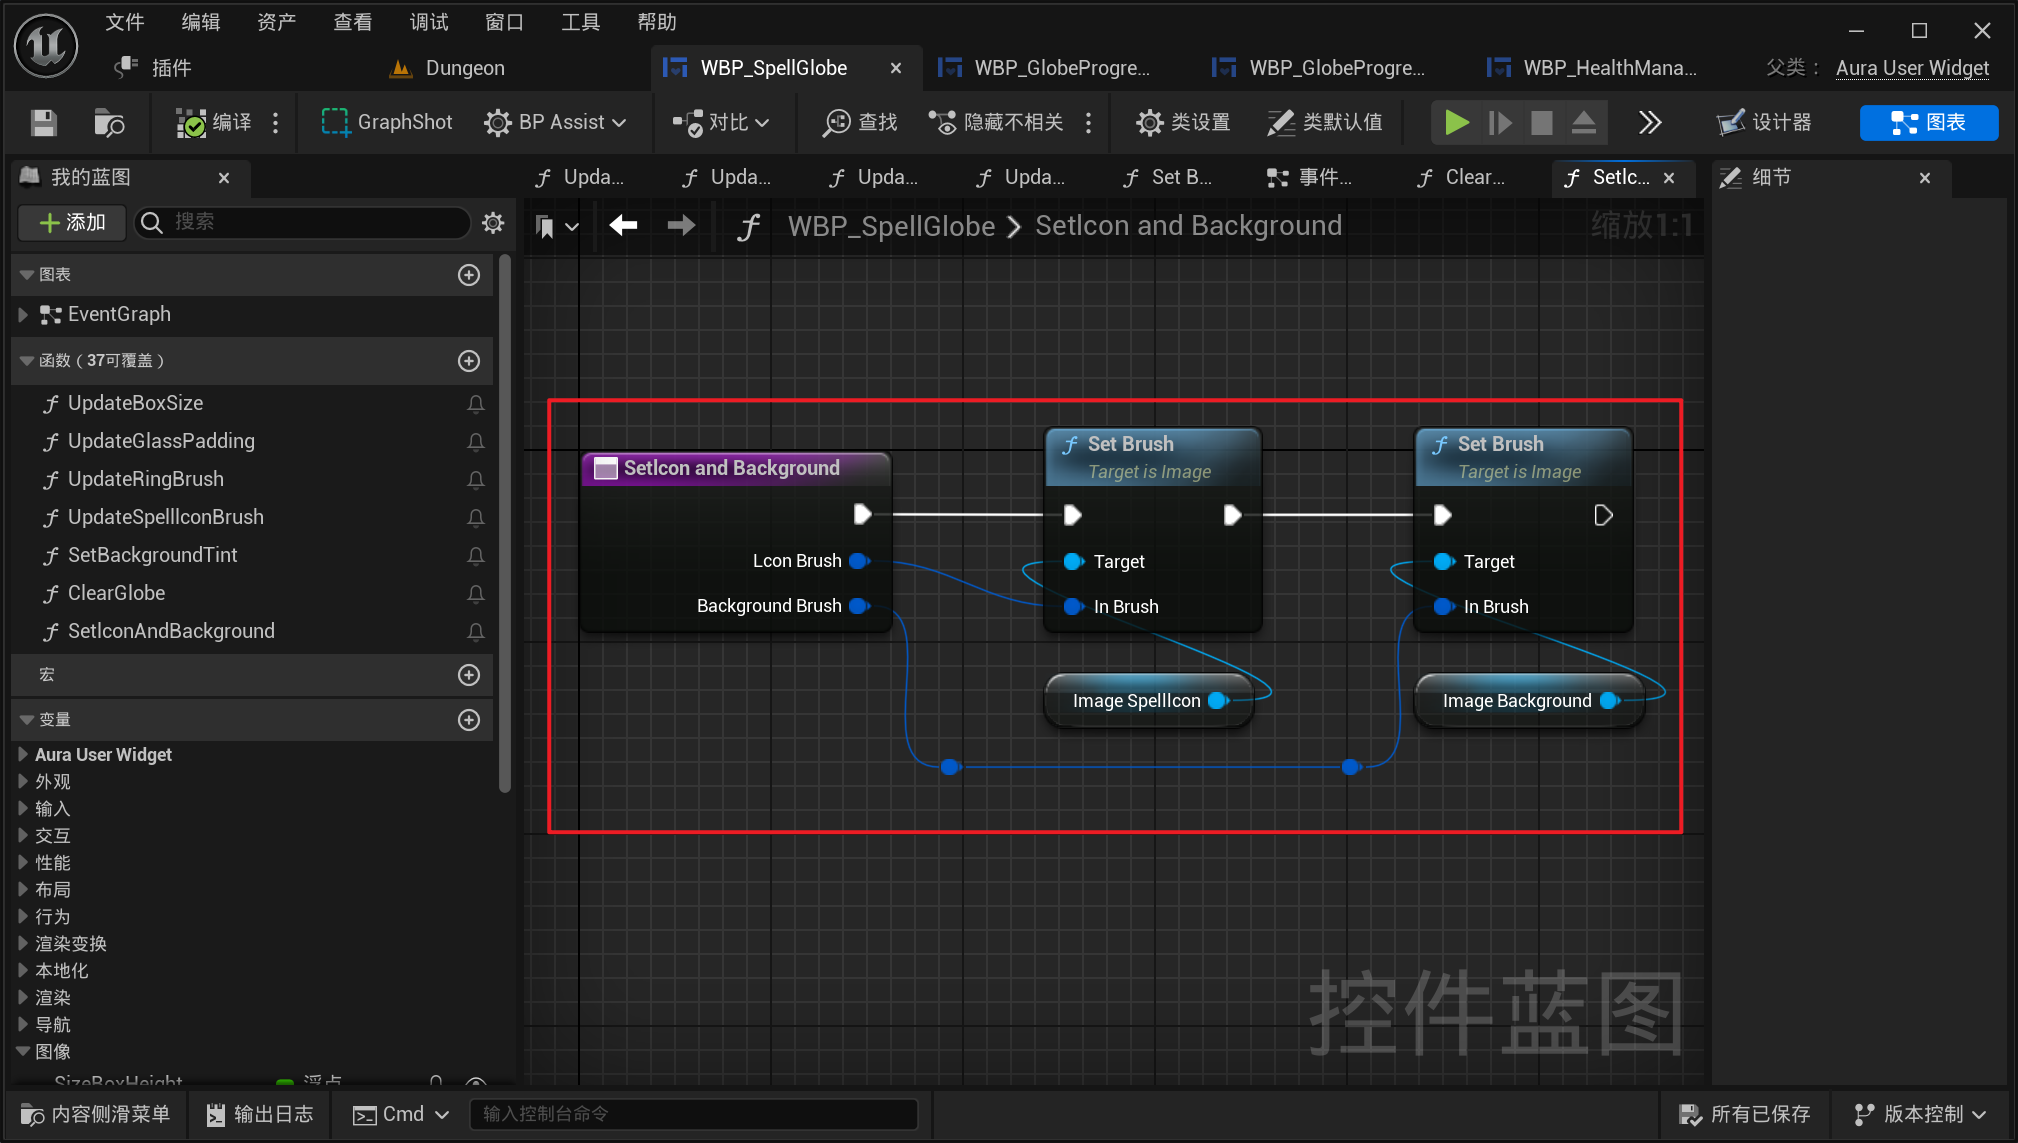 文件 编辑 资产 查看 调试 窗口 工具 帮助
插件 Dungeon WBP_SpellGlobe WBP_GlobeProgre... WBP_GlobeProgre... WBP_HealthMana... 父类： Aura User Widget
编译 GraphShot BP Assist 对比 查找 隐藏不相关 类设置 类默认值 设计器 图表
我的蓝图 Upda... Upda... Upda... Upda... Set B... 事件... Clear... SetIc... 细节
添加 搜索 WBP_SpellGlobe SetIcon and Background 缩放1:1
图表
EventGraph
函数（37可覆盖）
UpdateBoxSize
UpdateGlassPadding
UpdateRingBrush
UpdateSpellIconBrush
SetBackgroundTint
ClearGlobe
SetIconAndBackground
宏
变量
Aura User Widget
外观
输入
交互
性能
布局
行为
渲染变换
本地化
渲染
导航
图像
SizeBoxHeight 浮点
SetIcon and Background
Lcon Brush
Background Brush
Set Brush
Target is Image
Target
In Brush
Image SpellIcon
Set Brush
Target is Image
Target
In Brush
Image Background
控件蓝图
内容侧滑菜单 输出日志 Cmd 输入控制台命令 所有已保存 版本控制